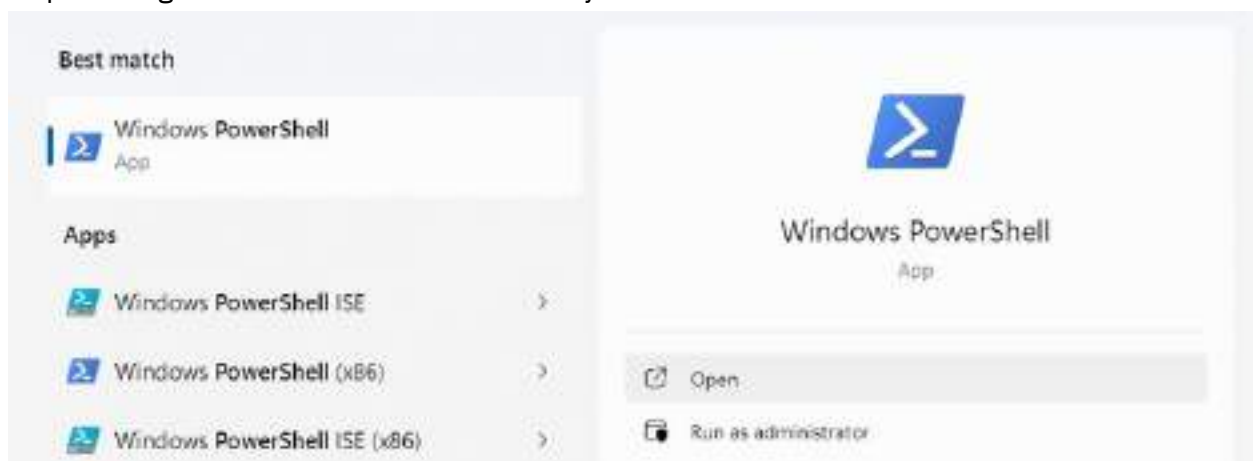 Best match
Windows PowerShell
App
Apps
Windows PowerShell ISE
Windows PowerShell (x86)
Windows PowerShell ISE (x86)
Windows PowerShell
App
Open
Run as administrator